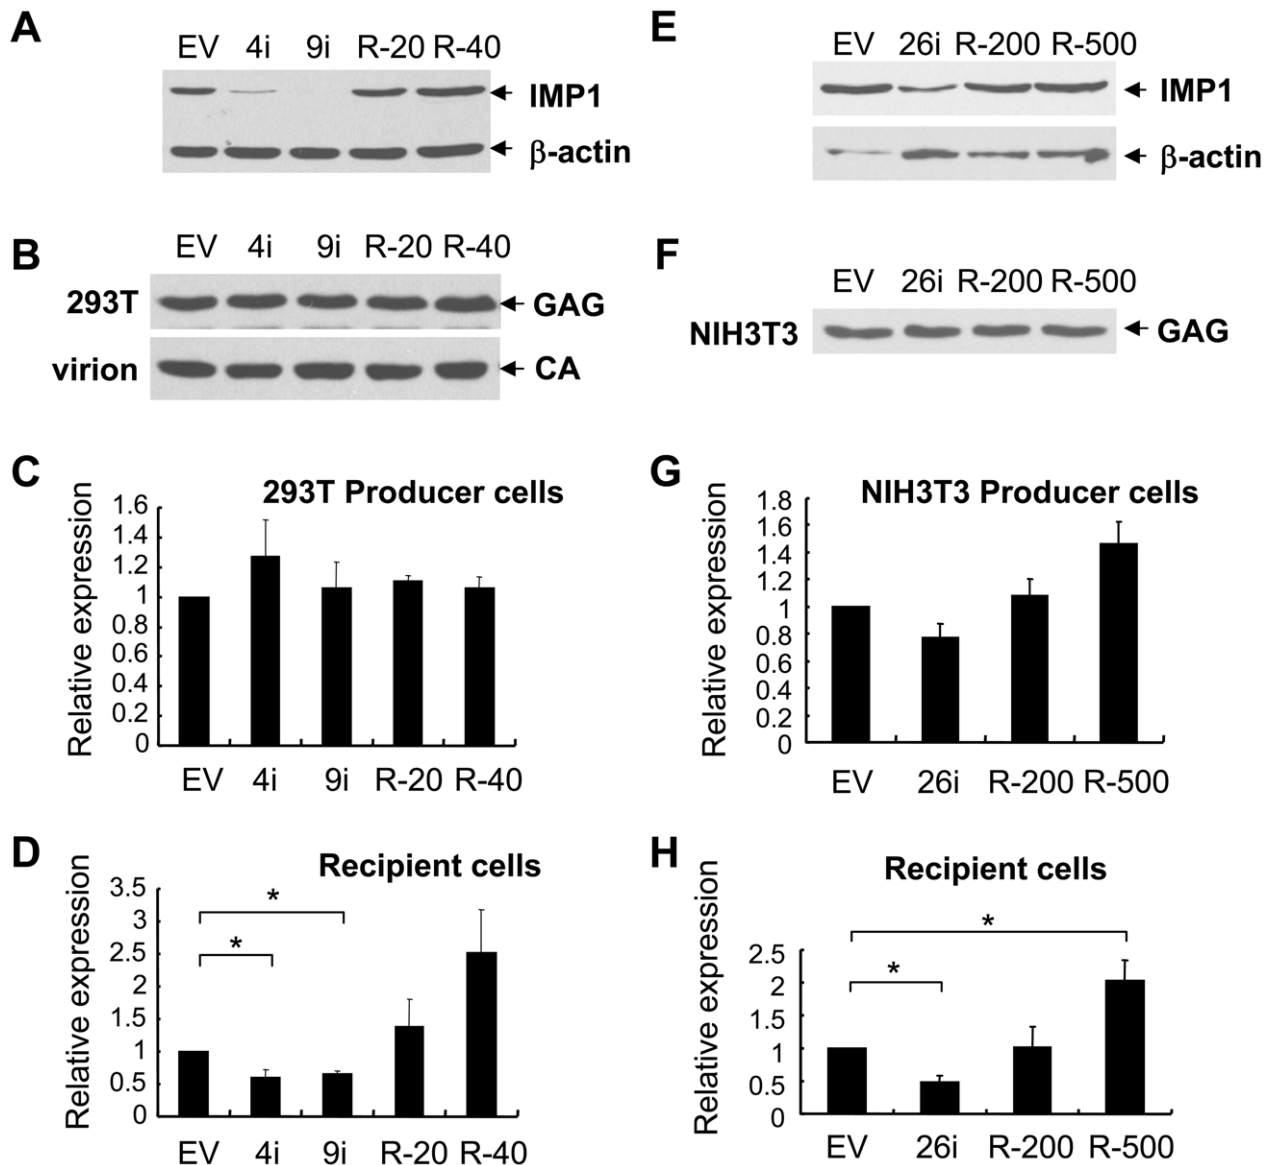 A
EV 4i 9i R-20 R-40
IMP1
β-actin
B
EV 4i 9i R-20 R-40
293T
GAG
virion
CA
C
293T Producer cells
Relative expression
1.6
1.4
1.2
1
0.8
0.6
0.4
0.2
0
EV 4i 9i R-20 R-40
D
Recipient cells
Relative expression
3.5
3
2.5
2
1.5
1
0.5
0
*
*
EV 4i 9i R-20 R-40
E
EV 26i R-200 R-500
IMP1
β-actin
F
EV 26i R-200 R-500
NIH3T3
GAG
G
NIH3T3 Producer cells
Relative expression
1.8
1.6
1.4
1.2
1
0.8
0.6
0.4
0.2
0
EV 26i R-200 R-500
H
Recipient cells
Relative expression
2.5
2
1.5
1
0.5
0
*
*
EV 26i R-200 R-500